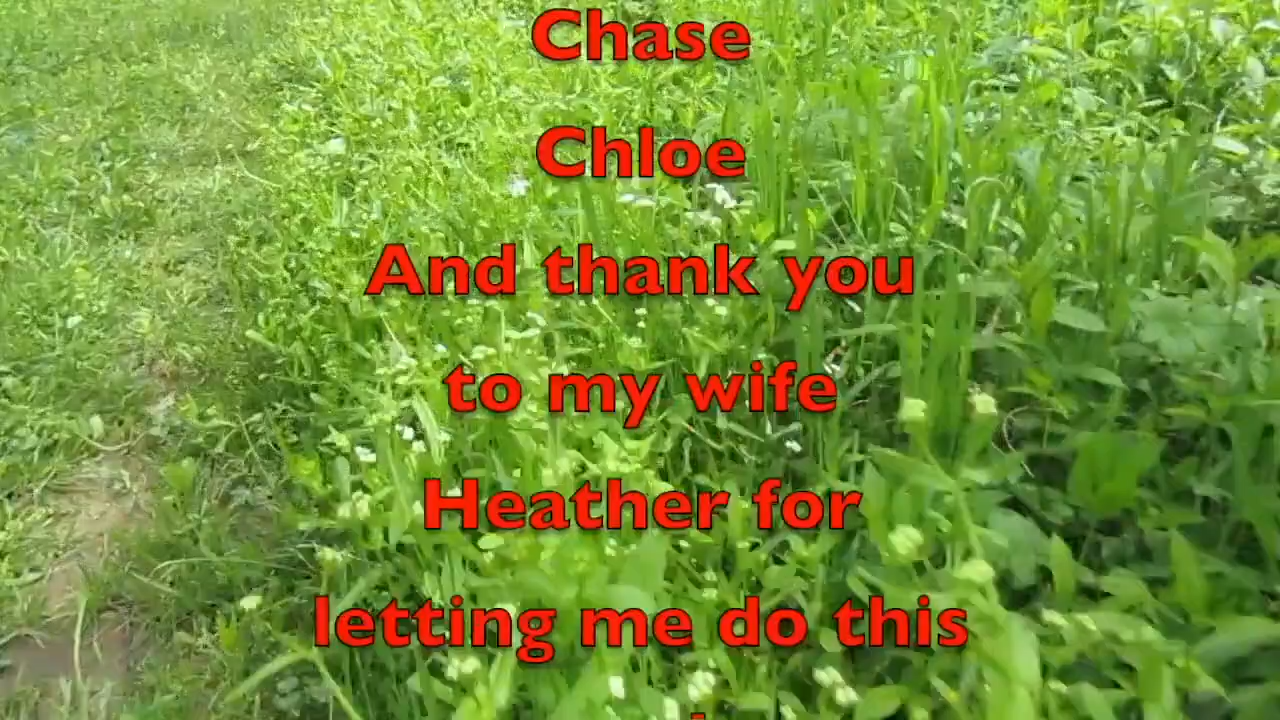 Chase
Chloe
And thank you
to my wife
Heather for
letting me do this